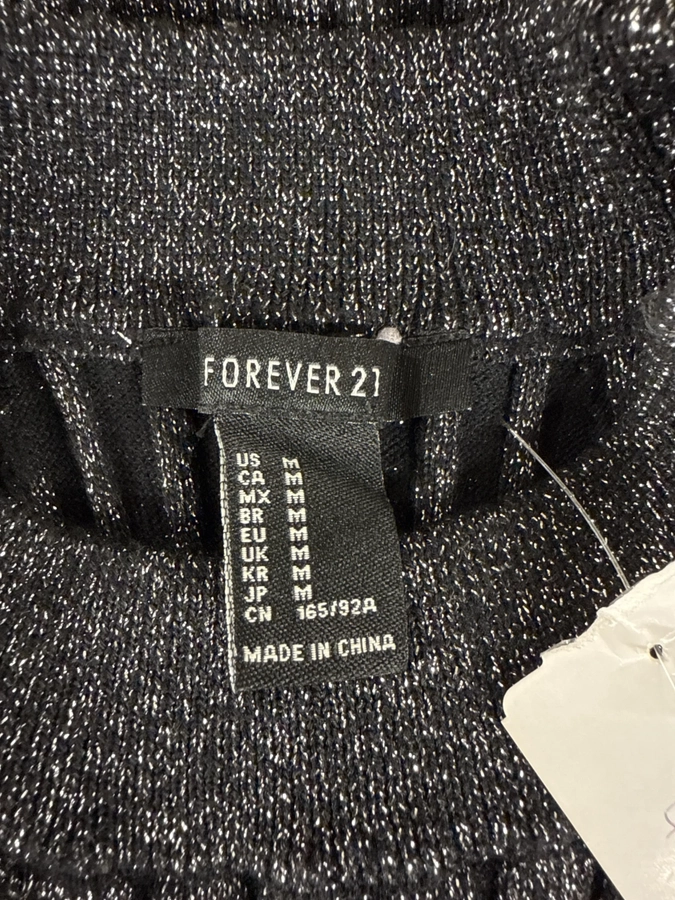 FOREVER 21
US M
CA M
MX M
BR M
EU M
UK M
KR M
JP M
CN 165/92A
MADE IN CHINA